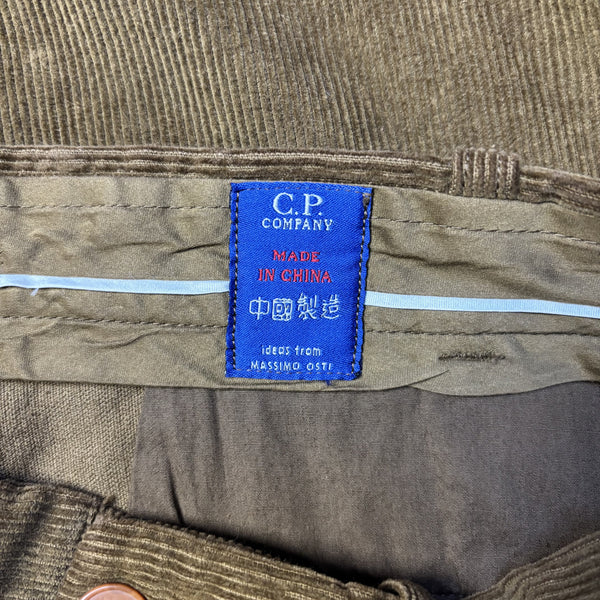 C.P.
COMPANY
MADE
IN CHINA
中國製造
ideas from
MASSIMO OSTI